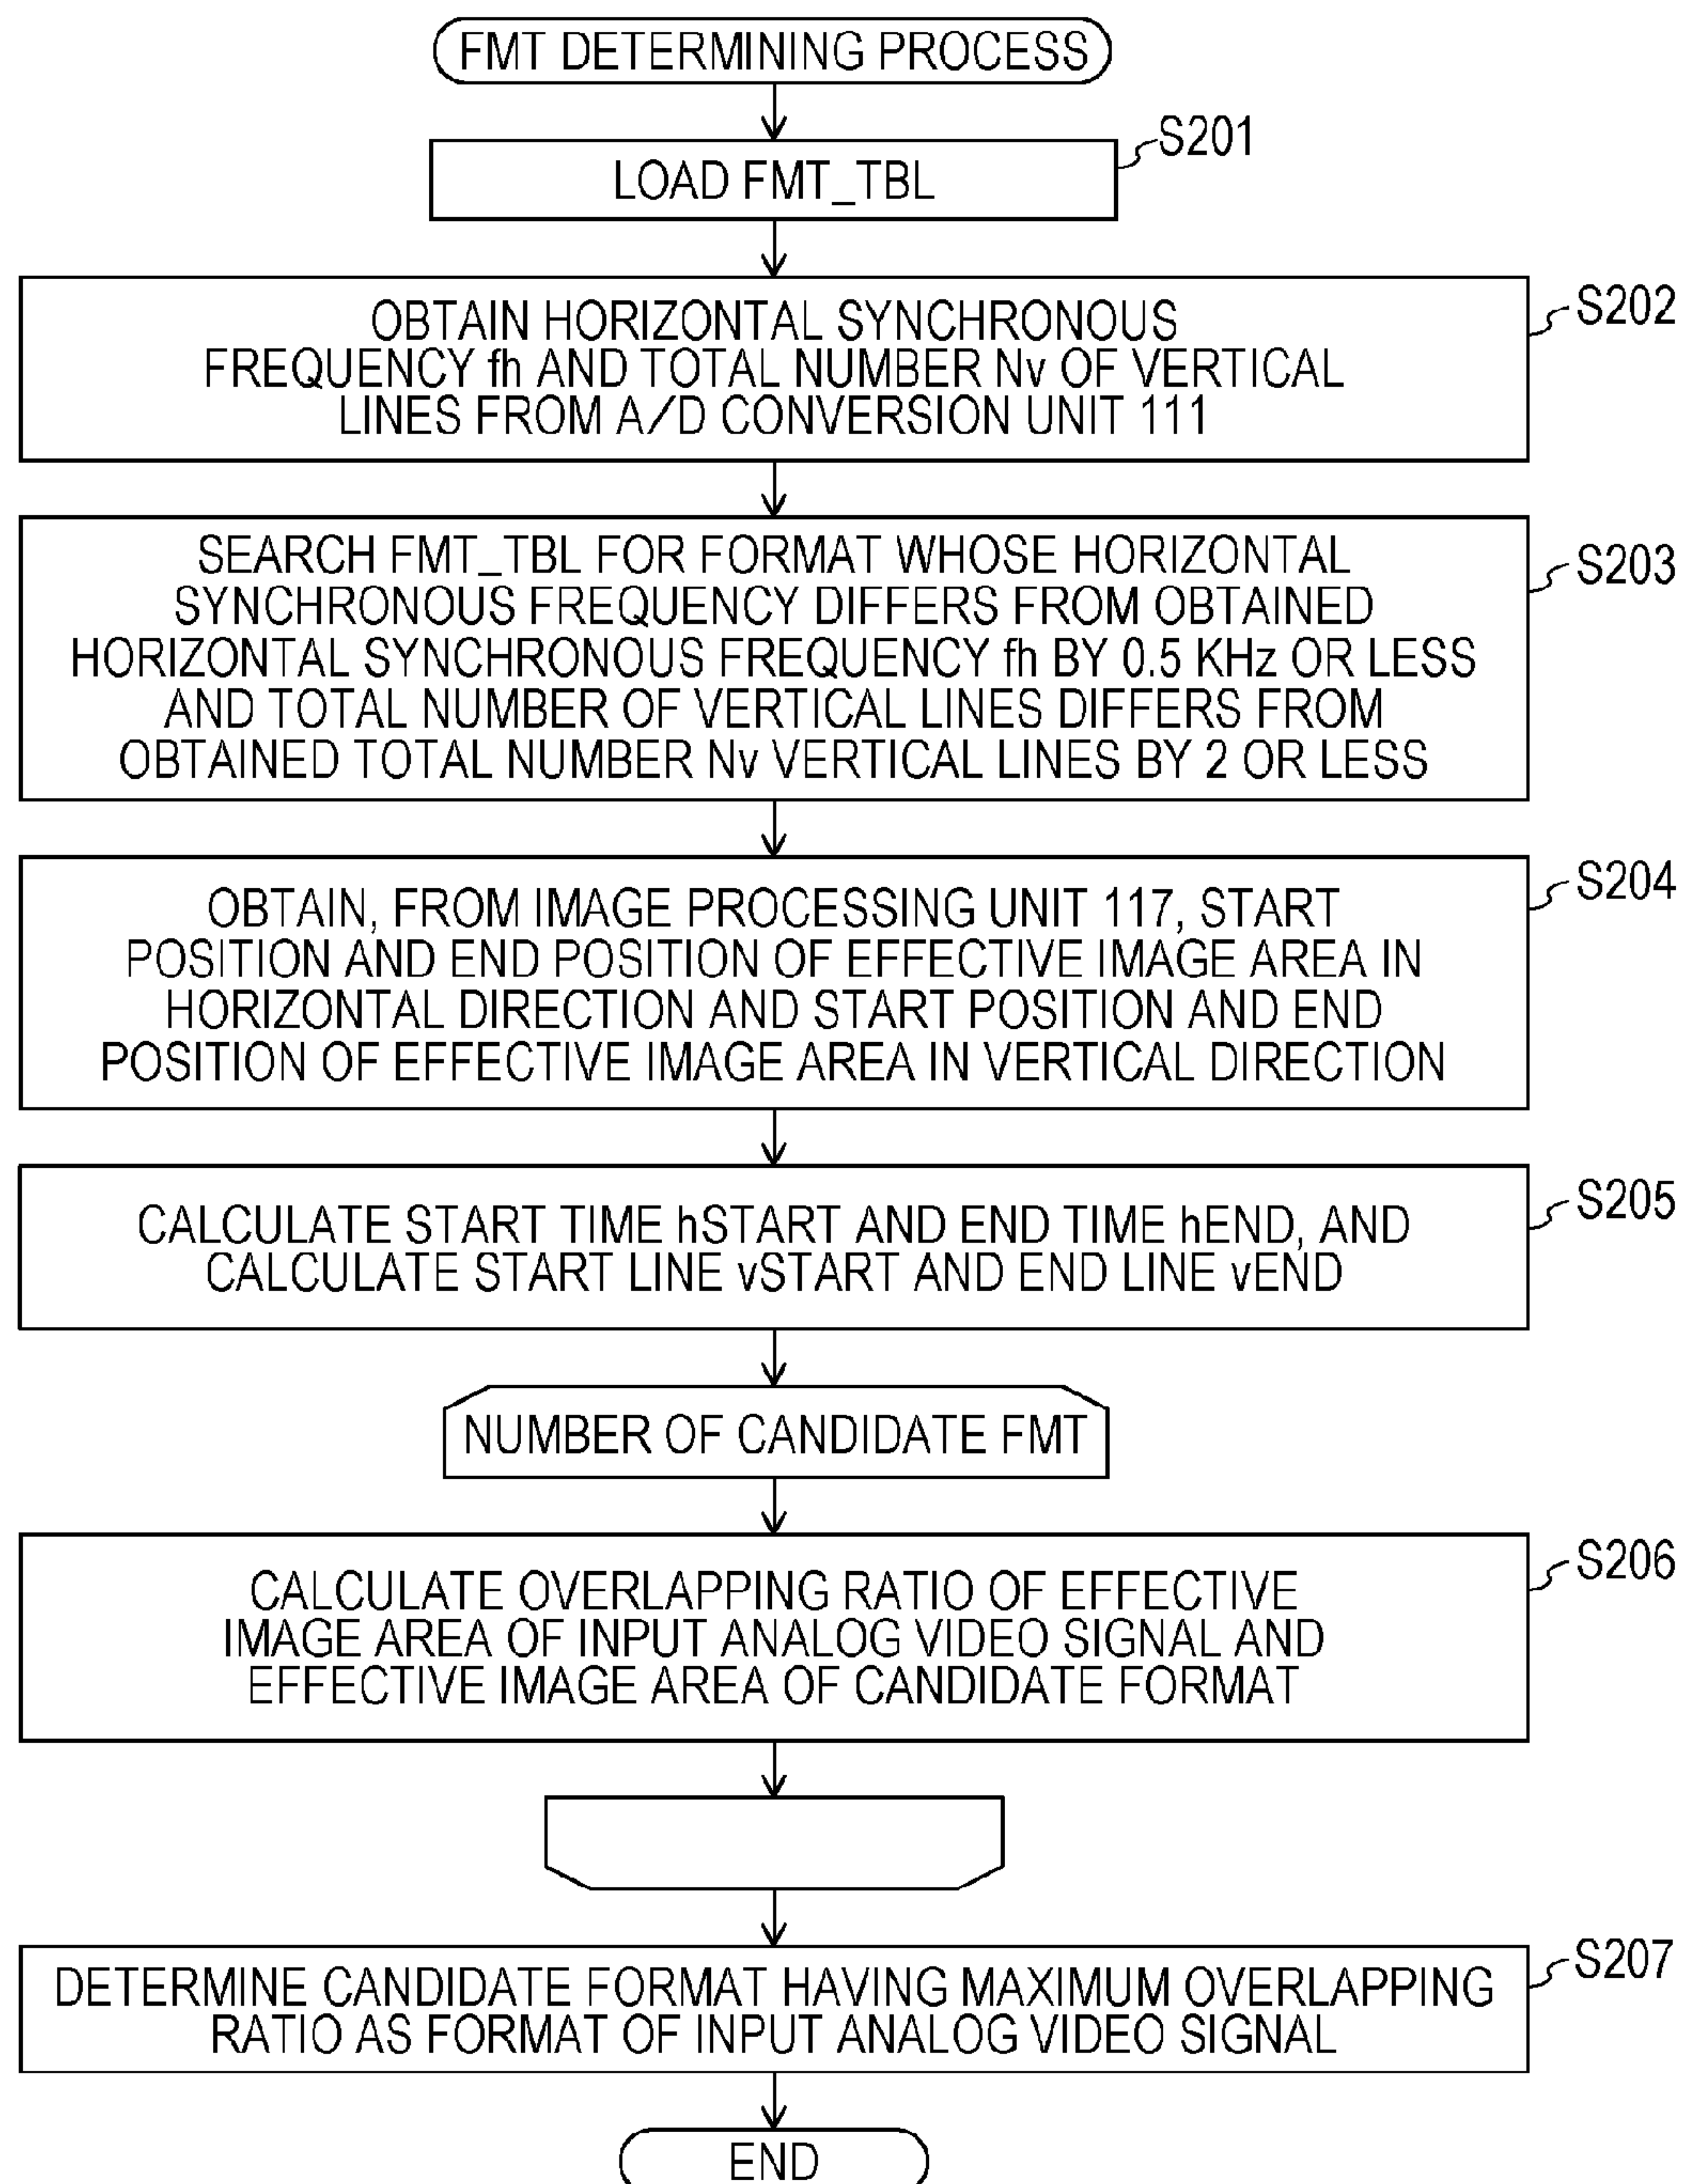 FMT DETERMINING PROCESS
S201
LOAD FMT_TBL
S202
OBTAIN HORIZONTAL SYNCHRONOUS
FREQUENCY fh AND TOTAL NUMBER Nv OF VERTICAL
LINES FROM A/D CONVERSION UNIT 111
S203
SEARCH FMT_TBL FOR FORMAT WHOSE HORIZONTAL
SYNCHRONOUS FREQUENCY DIFFERS FROM OBTAINED
HORIZONTAL SYNCHRONOUS FREQUENCY fh BY 0.5 KHz OR LESS
AND TOTAL NUMBER OF VERTICAL LINES DIFFERS FROM
OBTAINED TOTAL NUMBER Nv VERTICAL LINES BY 2 OR LESS
S204
OBTAIN, FROM IMAGE PROCESSING UNIT 117, START
POSITION AND END POSITION OF EFFECTIVE IMAGE AREA IN
HORIZONTAL DIRECTION AND START POSITION AND END
POSITION OF EFFECTIVE IMAGE AREA IN VERTICAL DIRECTION
S205
CALCULATE START TIME hSTART AND END TIME hEND, AND
CALCULATE START LINE vSTART AND END LINE vEND
NUMBER OF CANDIDATE FMT
S206
CALCULATE OVERLAPPING RATIO OF EFFECTIVE
IMAGE AREA OF INPUT ANALOG VIDEO SIGNAL AND
EFFECTIVE IMAGE AREA OF CANDIDATE FORMAT
S207
DETERMINE CANDIDATE FORMAT HAVING MAXIMUM OVERLAPPING
RATIO AS FORMAT OF INPUT ANALOG VIDEO SIGNAL
END